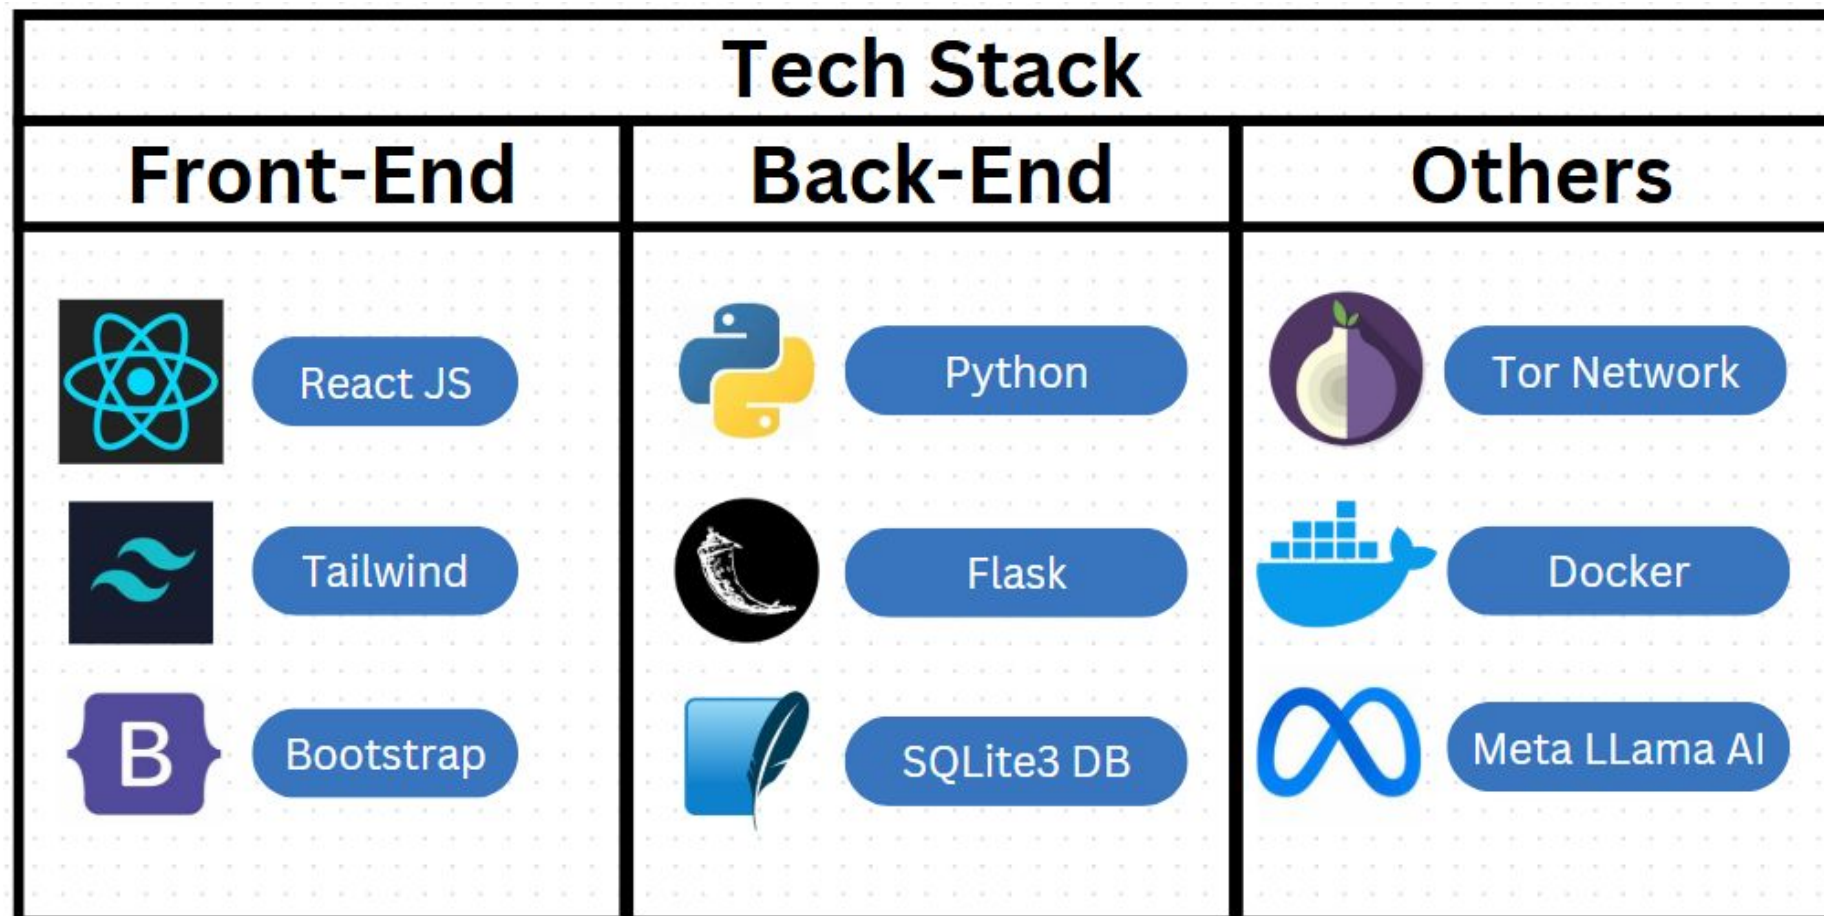 Tech Stack
Front-End
Back-End
Others
React JS
Python
Tor Network
Tailwind
Flask
Docker
B
Bootstrap
SQLite3 DB
Meta LLama AI